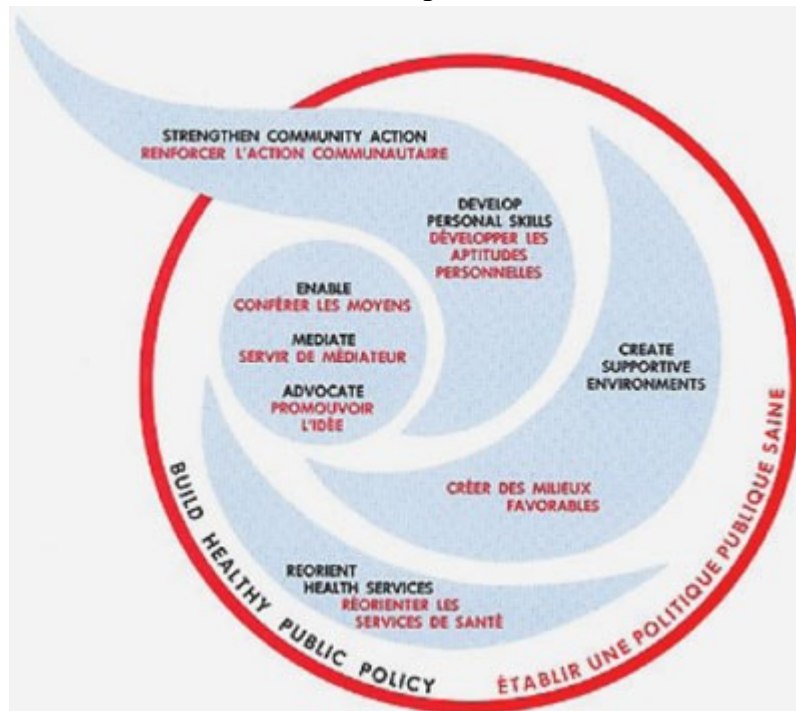 STRENGTHEN COMMUNITY ACTION
RENFORCER L'ACTION COMMUNAUTAIRE
DEVELOP
PERSONAL SKILLS
DÉVELOPPER LES
APTITUDES
PERSONNELLES
ENABLE
CONFÉRER LES MOYENS
MEDIATE
SERVIR DE MÉDIATEUR
ADVOCATE
PROMOUVOIR
L'IDÈE
CREATE
SUPPORTIVE
ENVIRONMENTS
CRÉER DES MILIEUX
FAVORABLES
REORIENT
HEALTH SERVICES
RÉORIENTER LES
SERVICES DE SANTÈ
BUILD HEALTHY PUBLIC POLICY
ÉTABLIR UNE POLITIQUE PUBLIQUE SAINE